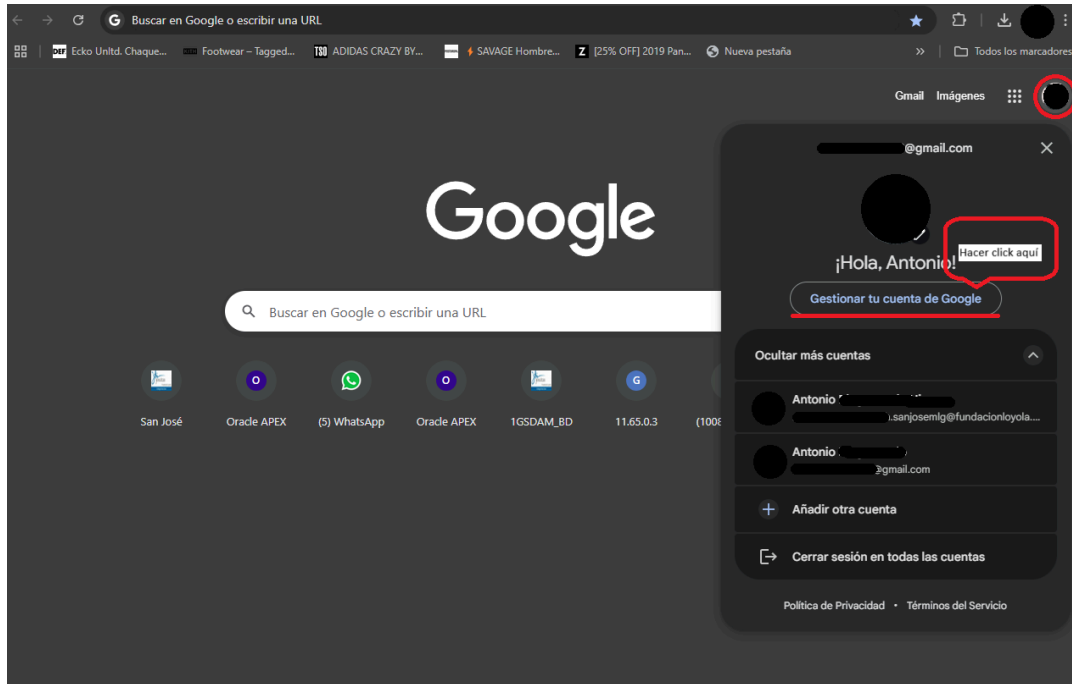 G Buscar en Google o escribir una URL
DEF Ecko Unltd. Chaque... Footwear – Tagged... TSO ADIDAS CRAZY BY... SAVAGE Hombre... Z [25% OFF] 2019 Pan... Nueva pestaña » Todos los marcadores
Gmail Imágenes
@gmail.com
Google
¡Hola, Antonio!
Hacer click aquí
Gestionar tu cuenta de Google
Buscar en Google o escribir una URL
Ocultar más cuentas
O O G
San José Oracle APEX (5) WhatsApp Oracle APEX 1GSDAM_BD 11.65.0.3 (1008
Antonio
.sanjosemlg@fundacionloyola....
Antonio
@gmail.com
Añadir otra cuenta
Cerrar sesión en todas las cuentas
Política de Privacidad • Términos del Servicio